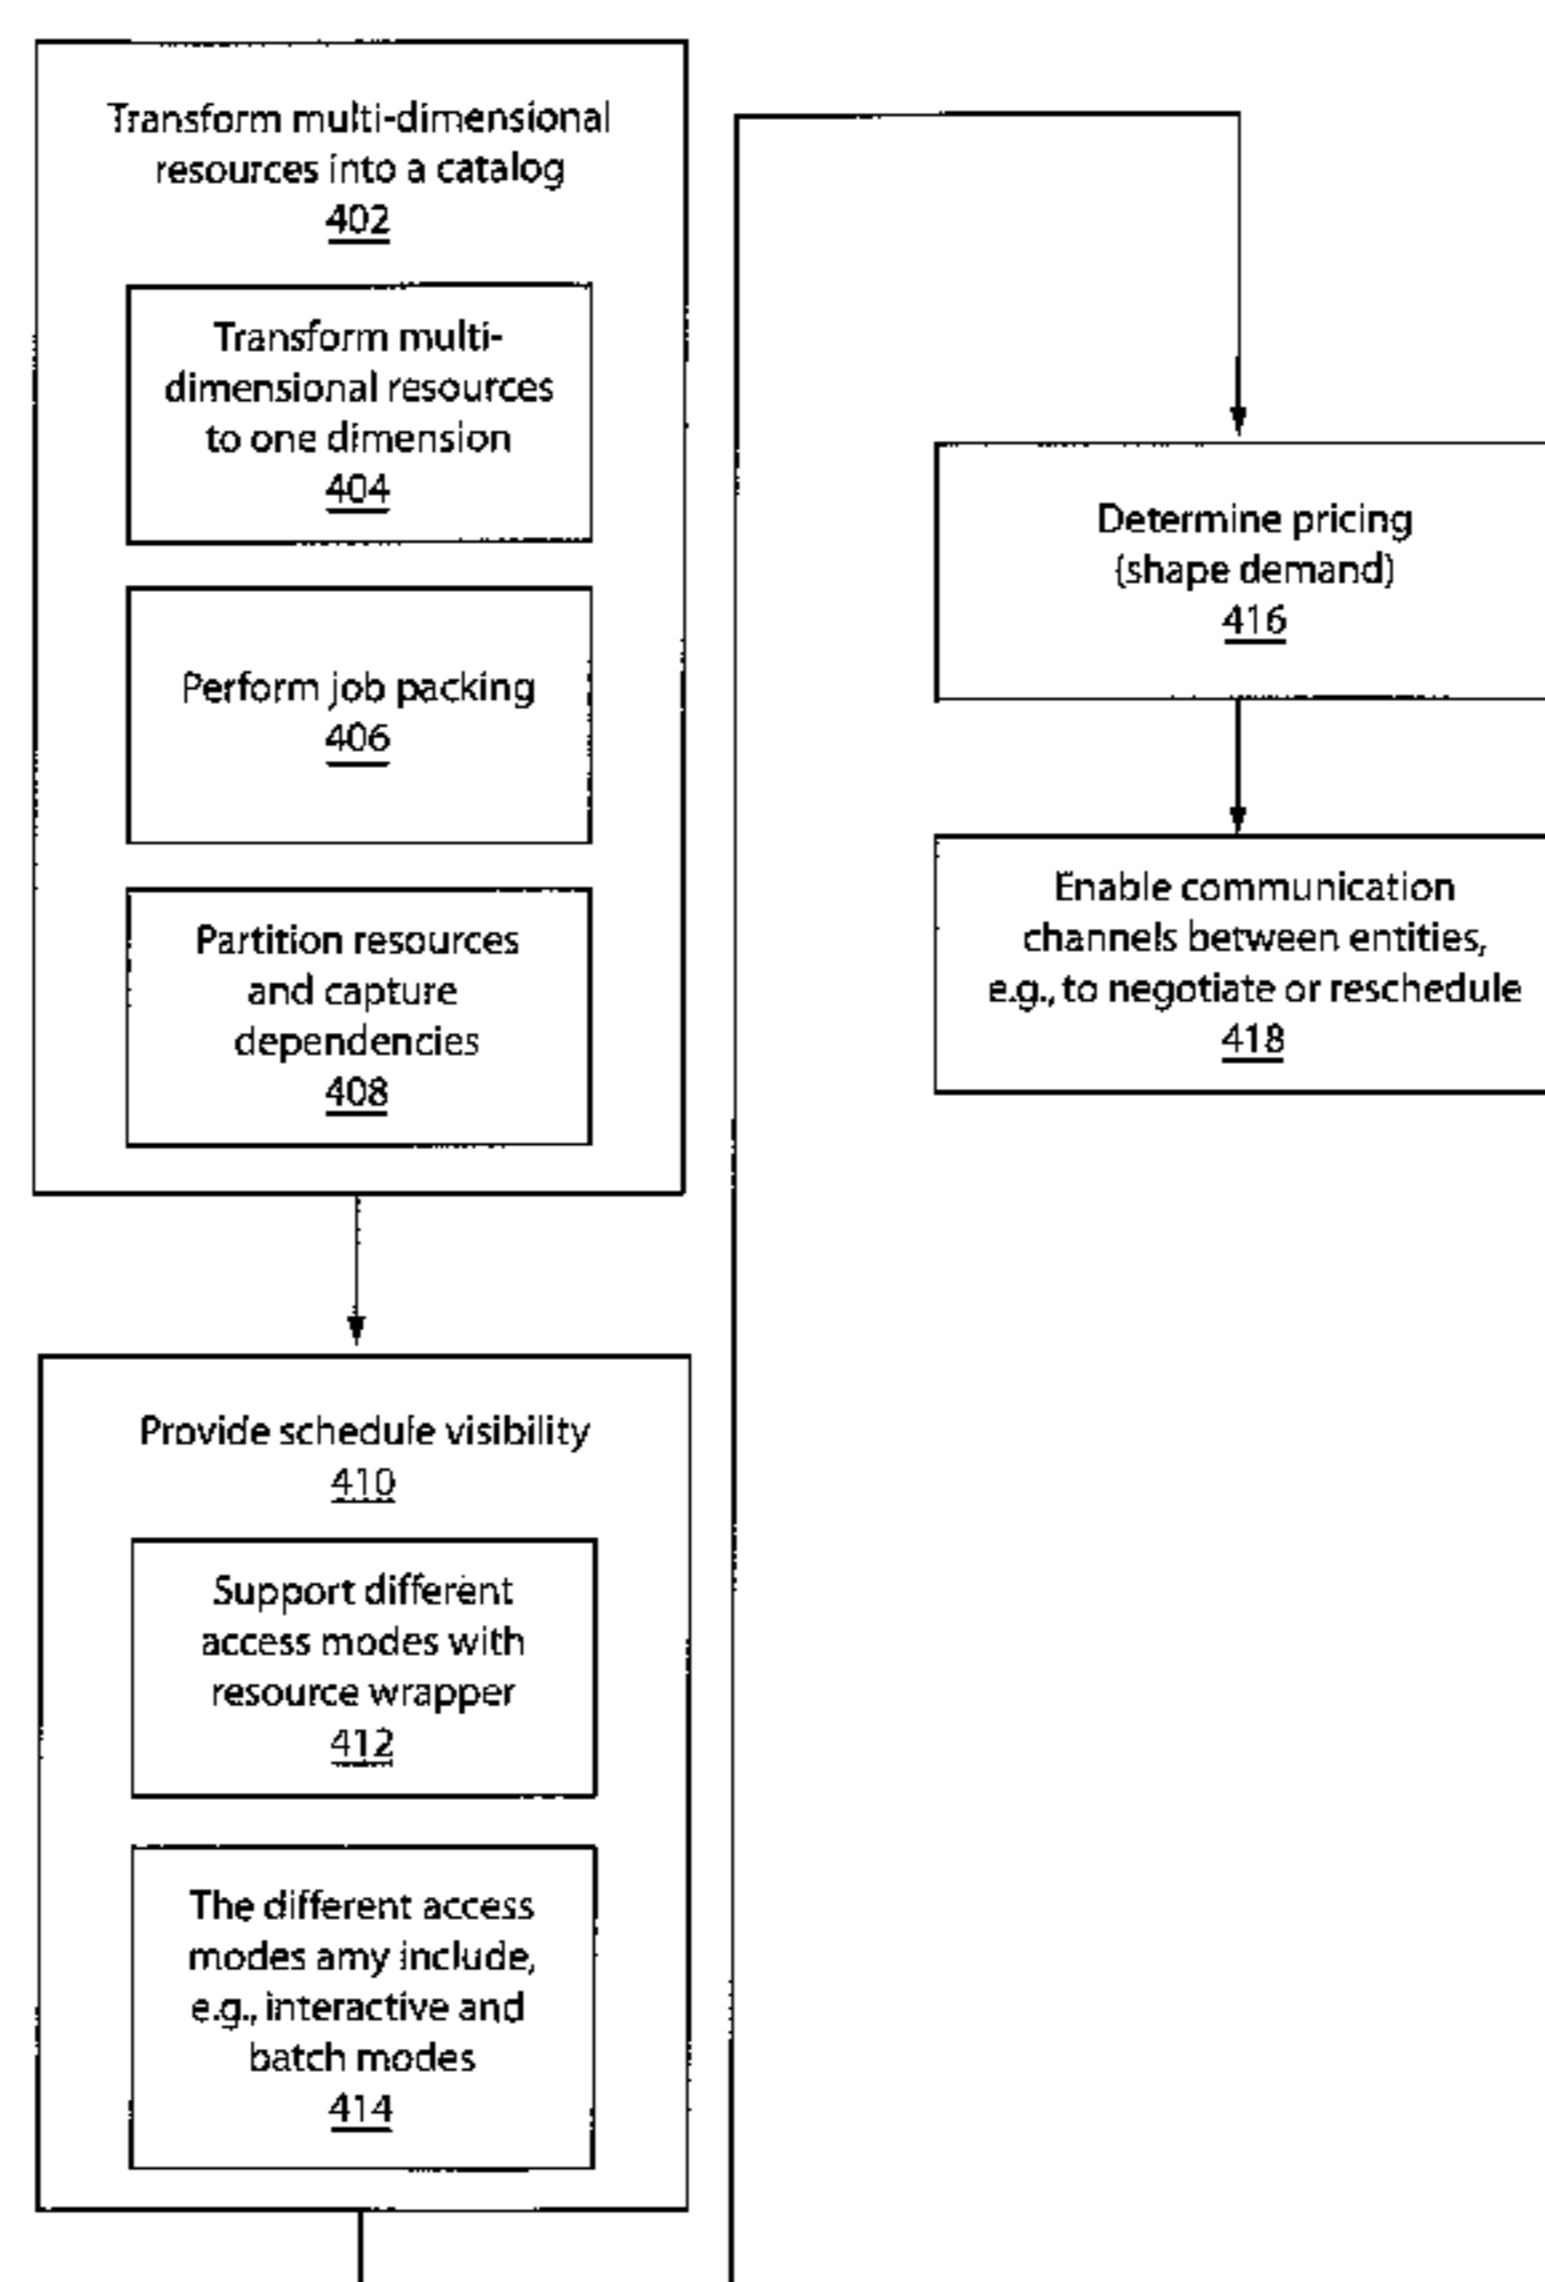 Transform multi-dimensional
resources into a catalog
402
Transform multi-
dimensional resources
to one dimension
404
Perform job packing
406
Partition resources
and capture
dependencies
408
Provide schedule visibility
410
Support different
access modes with
resource wrapper
412
The different access
modes amy include,
e.g., interactive and
batch modes
414
Determine pricing
(shape demand)
416
Enable communication
channels between entities,
e.g., to negotiate or reschedule
418